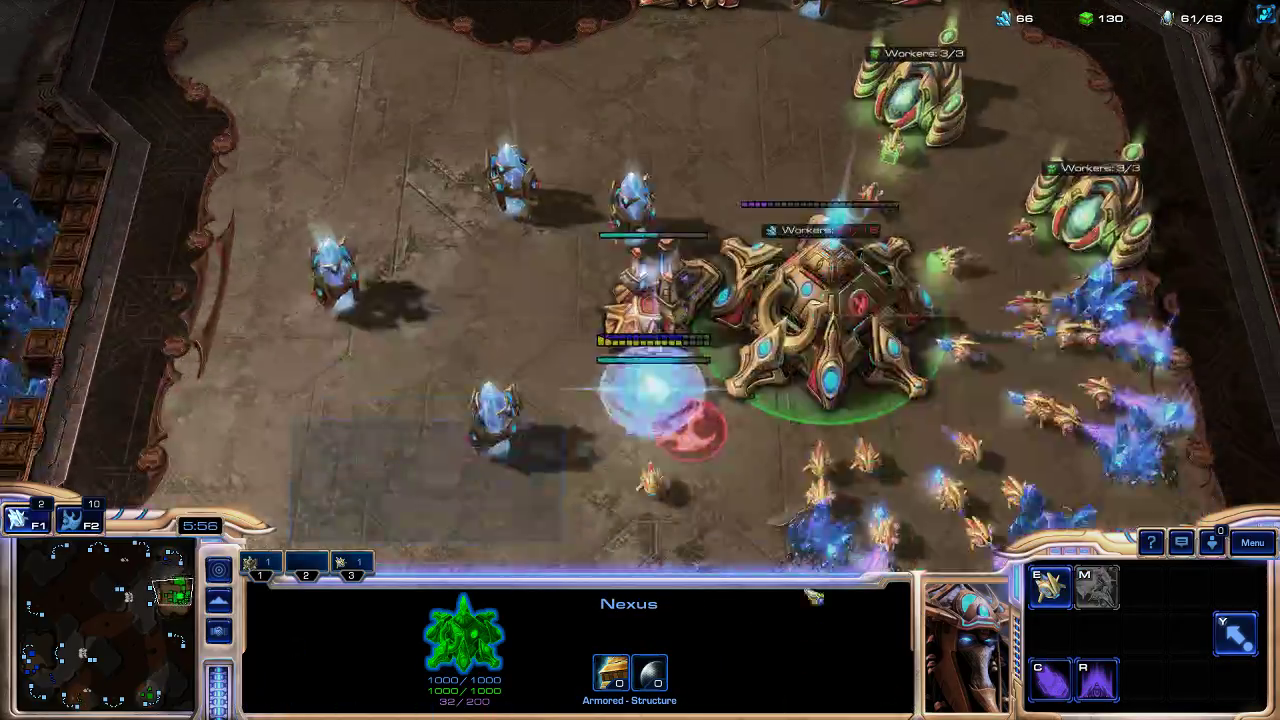 66 130 61/63
Workers: 3/3
Workers: 3/3
Workers:
2 10
F1 F2
5:56
0
? Menu
1 1
1 2 3
Nexus
E M
Y
1000/1000
1000/1000
32/200
0 0
Armored - Structure
C R